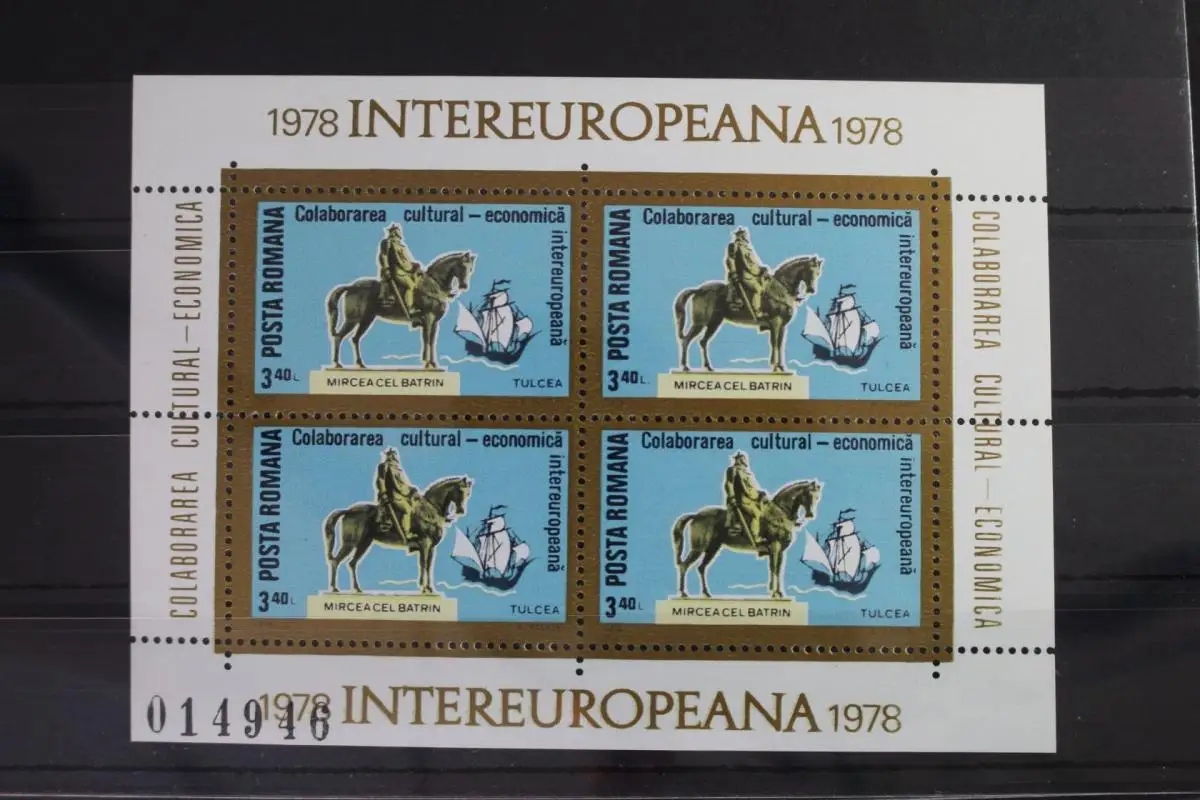 1978 INTEREUROPEANA 1978
COLABORAREA CULTURAL-ECONOMICA
COLABORAREA CULTURAL-ECONOMICA
POSTA ROMANA
Colaborarea cultural-economică
intereuropeană
3 40 L
MIRCEA CEL BATRIN
TULCEA
POSTA ROMANA
Colaborarea cultural-economică
intereuropeană
3 40 L.
MIRCEA CEL BATRIN
TULCEA
POSTA ROMANA
Colaborarea cultural-economică
intereuropeană
3 40 L
MIRCEA CEL BATRIN
TULCEA
POSTA ROMANA
Colaborarea cultural-economică
intereuropeană
3 40 L.
MIRCEA CEL BATRIN
TULCEA
014946
1978 INTEREUROPEANA 1978